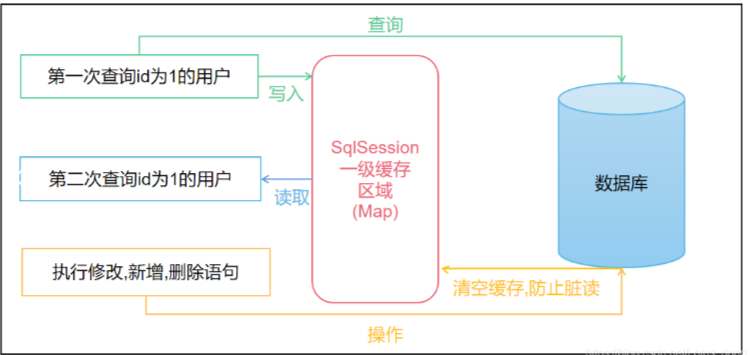 查询
第一次查询id为1的用户
写入
SqlSession
一级缓存
区域
(Map)
数据库
第二次查询id为1的用户
读取
执行修改,新增,删除语句
清空缓存,防止脏读
操作